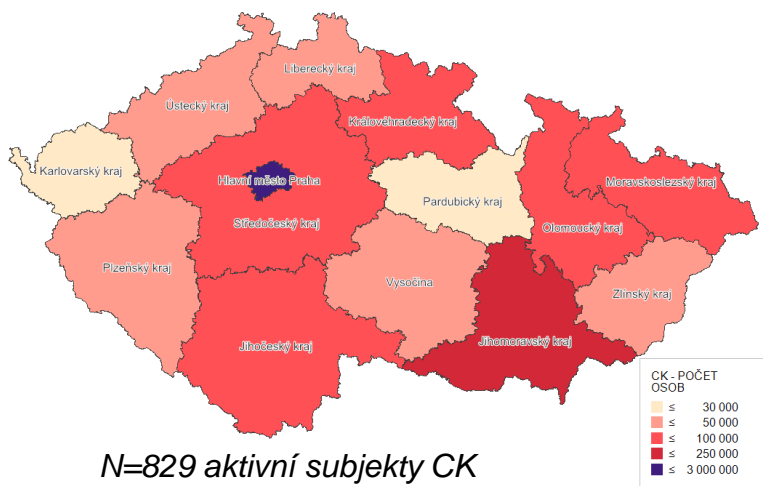 Liberecký kraj
Ústecký kraj
Královéhradecký kraj
Karlovarský kraj
Hlavní město Praha
Moravskoslezský kraj
Pardubický kraj
Středočeský kraj
Olomoucký kraj
Plzeňský kraj
Vysočina
Zlínský kraj
Jihočeský kraj
Jihomoravský kraj
CK - POČET
OSOB
≤ 30 000
≤ 50 000
≤ 100 000
≤ 250 000
≤ 3 000 000
N=829 aktivní subjekty CK